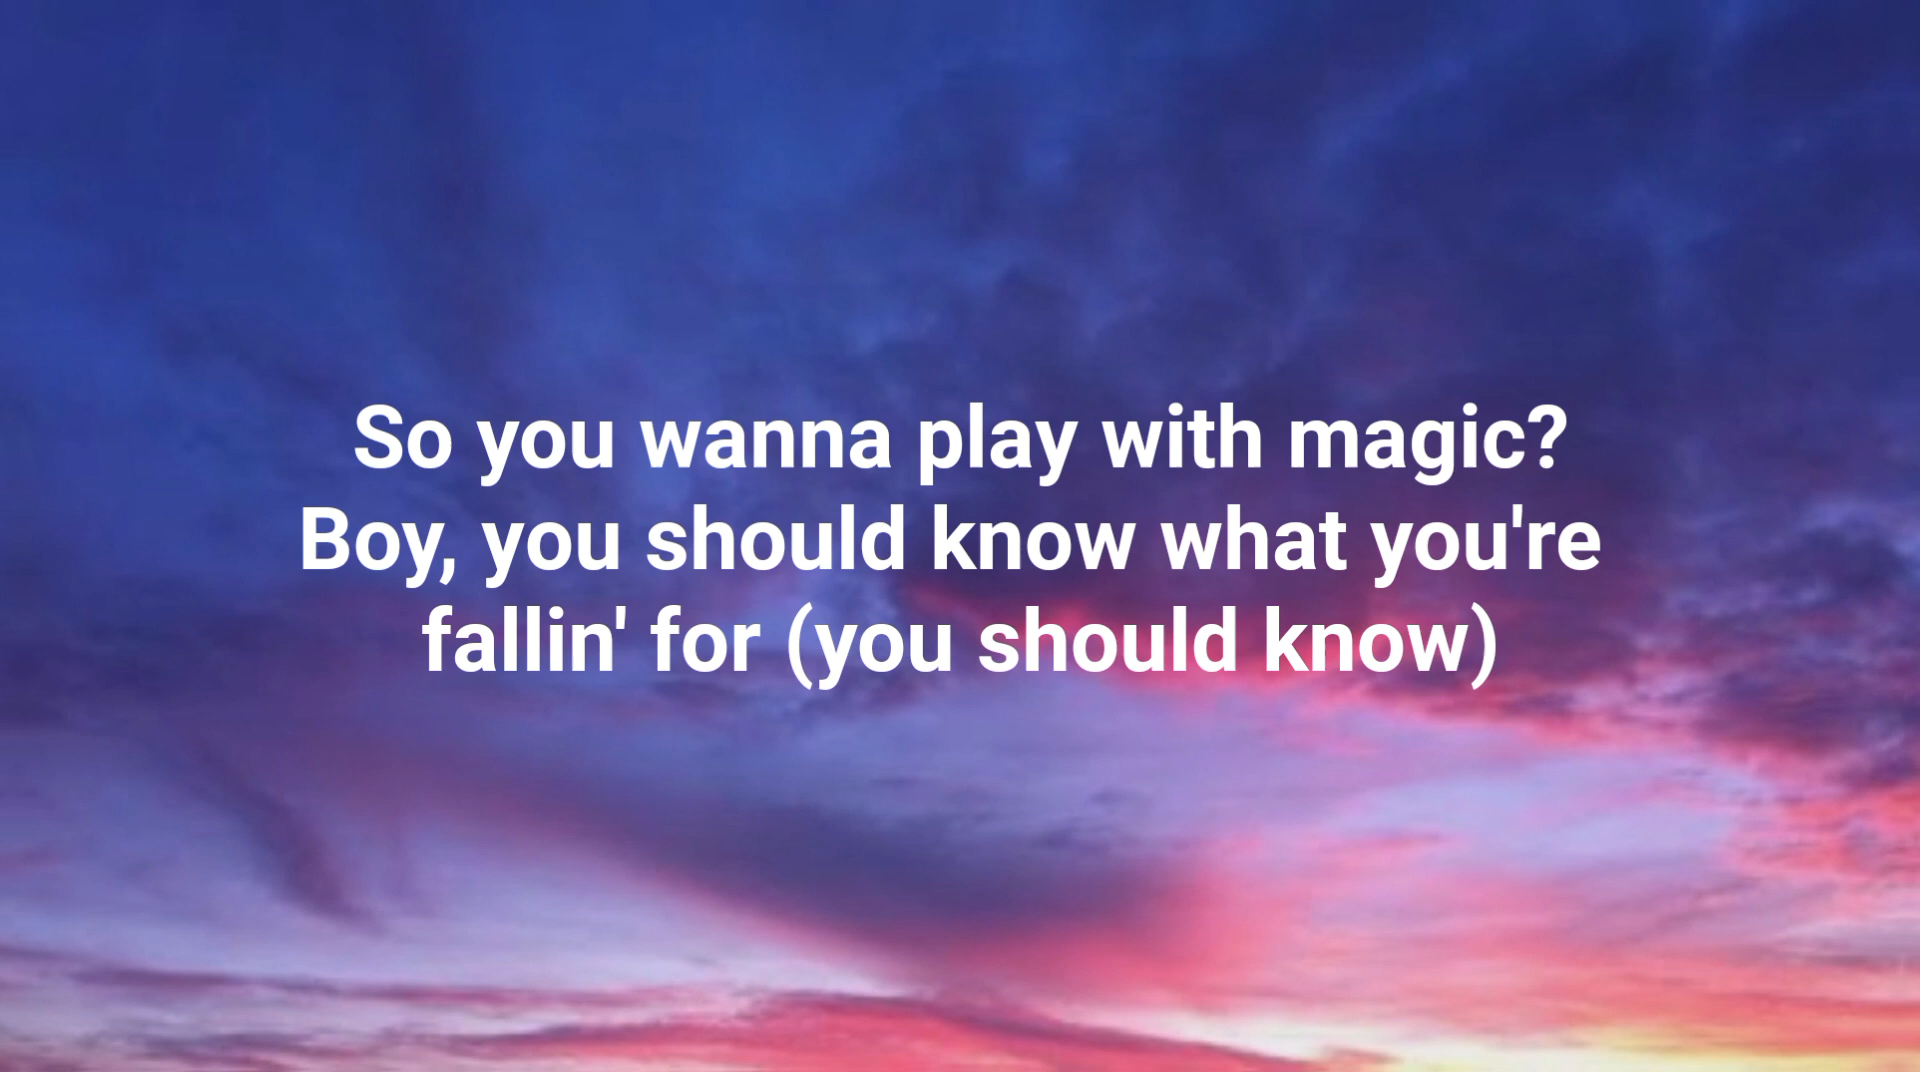 So you wanna play with magic?
Boy, you should know what you're
fallin' for (you should know)